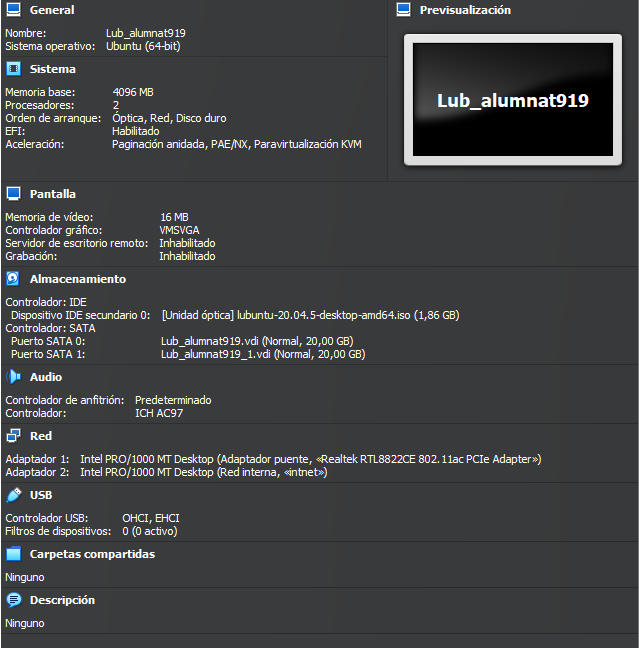 General
Nombre: Lub_alumnat919
Sistema operativo: Ubuntu (64-bit)
Previsualización
Lub_alumnat919
Sistema
Memoria base: 4096 MB
Procesadores: 2
Orden de arranque: Óptica, Red, Disco duro
EFI: Habilitado
Aceleración: Paginación anidada, PAE/NX, Paravirtualización KVM
Pantalla
Memoria de vídeo: 16 MB
Controlador gráfico: VMSVGA
Servidor de escritorio remoto: Inhabilitado
Grabación: Inhabilitado
Almacenamiento
Controlador: IDE
Dispositivo IDE secundario 0: [Unidad óptica] lubuntu-20.04.5-desktop-amd64.iso (1,86 GB)
Controlador: SATA
Puerto SATA 0: Lub_alumnat919.vdi (Normal, 20,00 GB)
Puerto SATA 1: Lub_alumnat919_1.vdi (Normal, 20,00 GB)
Audio
Controlador de anfitrión: Predeterminado
Controlador: ICH AC97
Red
Adaptador 1: Intel PRO/1000 MT Desktop (Adaptador puente, «Realtek RTL8822CE 802.11ac PCIe Adapter»)
Adaptador 2: Intel PRO/1000 MT Desktop (Red interna, «intnet»)
USB
Controlador USB: OHCI, EHCI
Filtros de dispositivos: 0 (0 activo)
Carpetas compartidas
Ninguno
Descripción
Ninguno